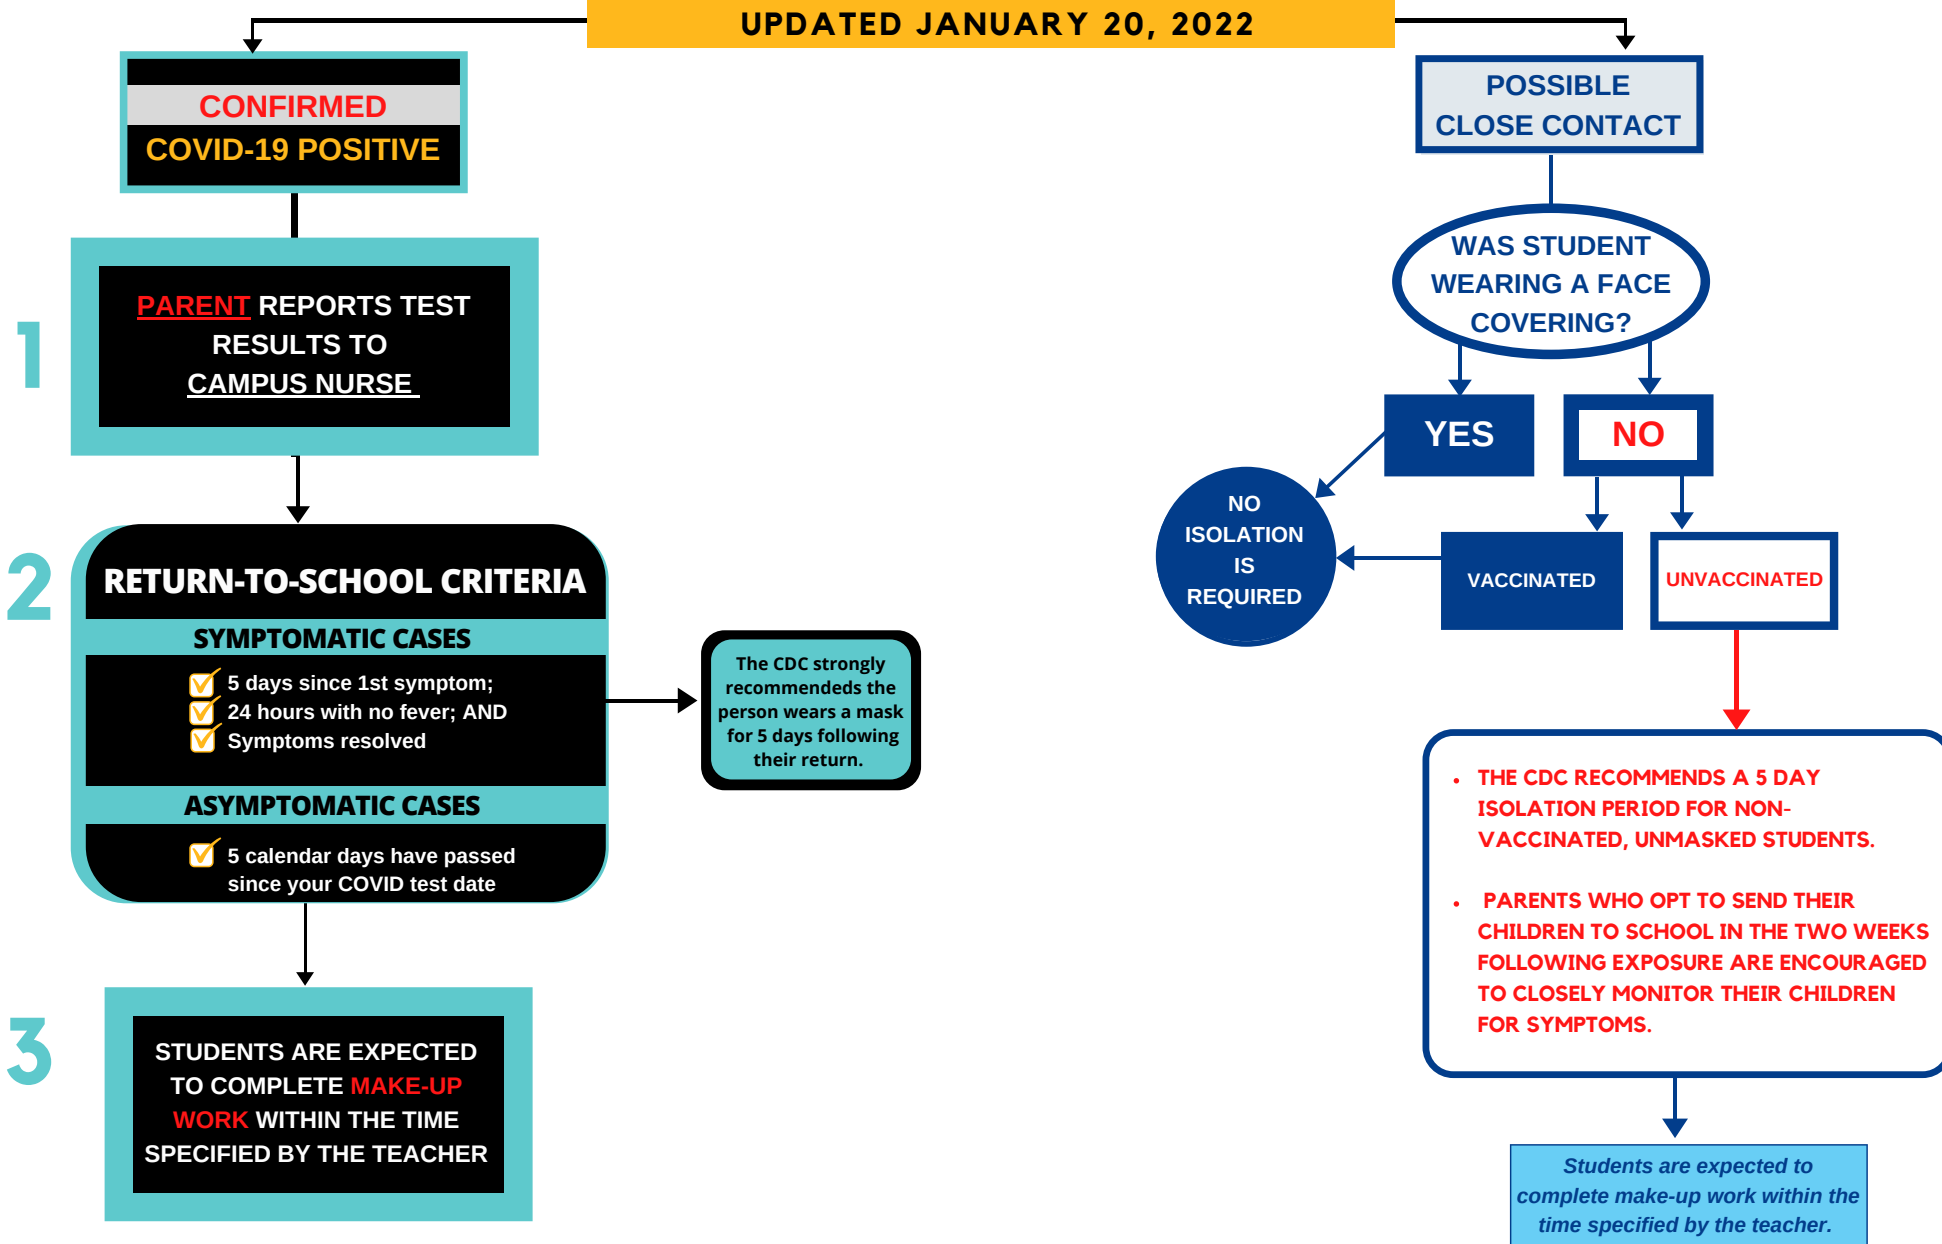 UPDATED JANUARY 20, 2022
CONFIRMED
COVID-19 POSITIVE
1
PARENT REPORTS TEST
RESULTS TO
CAMPUS NURSE
2
RETURN-TO-SCHOOL CRITERIA
SYMPTOMATIC CASES
5 days since 1st symptom;
24 hours with no fever; AND
Symptoms resolved
ASYMPTOMATIC CASES
5 calendar days have passed
since your COVID test date
The CDC strongly
recommendeds the
person wears a mask
for 5 days following
their return.
3
STUDENTS ARE EXPECTED
TO COMPLETE MAKE-UP
WORK WITHIN THE TIME
SPECIFIED BY THE TEACHER
POSSIBLE
CLOSE CONTACT
WAS STUDENT
WEARING A FACE
COVERING?
YES
NO
NO
ISOLATION
IS
REQUIRED
VACCINATED
UNVACCINATED
• THE CDC RECOMMENDS A 5 DAY
ISOLATION PERIOD FOR NON-
VACCINATED, UNMASKED STUDENTS.
• PARENTS WHO OPT TO SEND THEIR
CHILDREN TO SCHOOL IN THE TWO WEEKS
FOLLOWING EXPOSURE ARE ENCOURAGED
TO CLOSELY MONITOR THEIR CHILDREN
FOR SYMPTOMS.
Students are expected to
complete make-up work within the
time specified by the teacher.